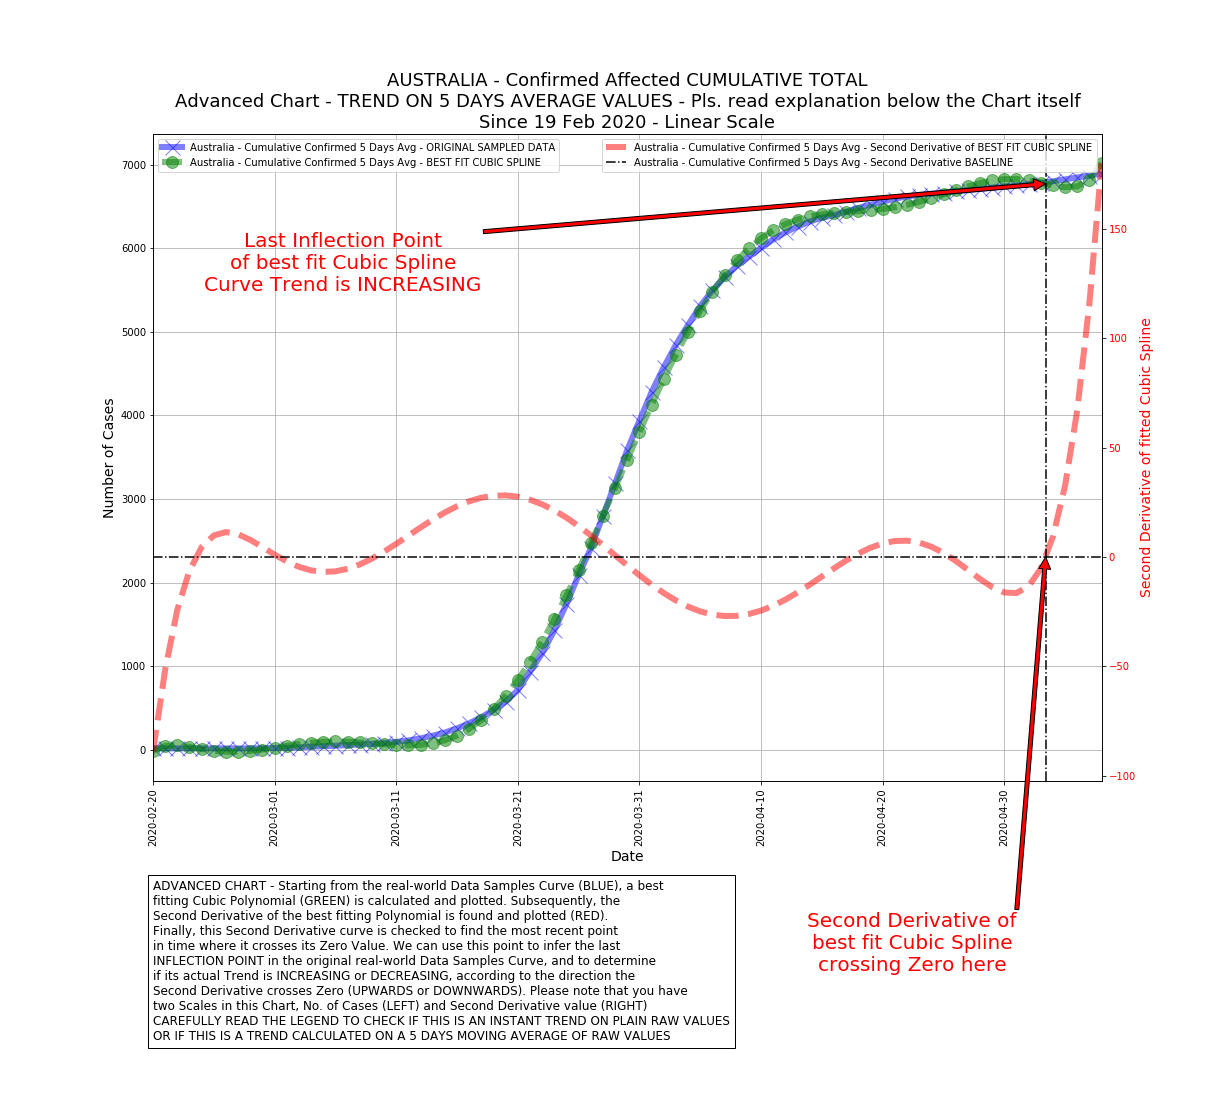 AUSTRALIA - Confirmed Affected CUMULATIVE TOTAL
Advanced Chart - TREND ON 5 DAYS AVERAGE VALUES - Pls. read explanation below the Chart itself
Since 19 Feb 2020 - Linear Scale
Australia - Cumulative Confirmed 5 Days Avg - ORIGINAL SAMPLED DATA
Australia - Cumulative Confirmed 5 Days Avg - BEST FIT CUBIC SPLINE
Australia - Cumulative Confirmed 5 Days Avg - Second Derivative of BEST FIT CUBIC SPLINE
Australia - Cumulative Confirmed 5 Days Avg - Second Derivative BASELINE
Last Inflection Point
of best fit Cubic Spline
Curve Trend is INCREASING
Number of Cases
7000
6000
5000
4000
3000
2000
1000
0
Second Derivative of fitted Cubic Spline
150
100
50
0
−50
−100
2020-02-20
2020-03-01
2020-03-11
2020-03-21
2020-03-31
2020-04-10
2020-04-20
2020-04-30
Date
Second Derivative of
best fit Cubic Spline
crossing Zero here
ADVANCED CHART - Starting from the real-world Data Samples Curve (BLUE), a best
fitting Cubic Polynomial (GREEN) is calculated and plotted. Subsequently, the
Second Derivative of the best fitting Polynomial is found and plotted (RED).
Finally, this Second Derivative curve is checked to find the most recent point
in time where it crosses its Zero Value. We can use this point to infer the last
INFLECTION POINT in the original real-world Data Samples Curve, and to determine
if its actual Trend is INCREASING or DECREASING, according to the direction the
Second Derivative crosses Zero (UPWARDS or DOWNWARDS). Please note that you have
two Scales in this Chart, No. of Cases (LEFT) and Second Derivative value (RIGHT)
CAREFULLY READ THE LEGEND TO CHECK IF THIS IS AN INSTANT TREND ON PLAIN RAW VALUES
OR IF THIS IS A TREND CALCULATED ON A 5 DAYS MOVING AVERAGE OF RAW VALUES